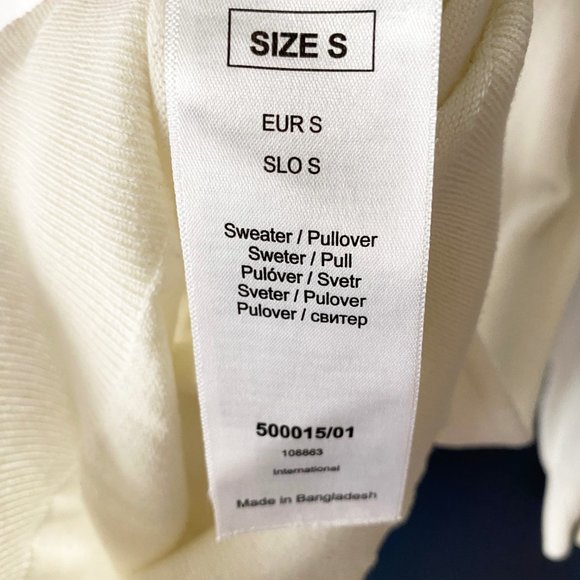 SIZE S
EUR S
SLO S
Sweater / Pullover
Sweter / Pull
Pulóver / Svetr
Sveter / Pulover
Pulover / свитер
500015/01
108663
International
Made in Bangladesh